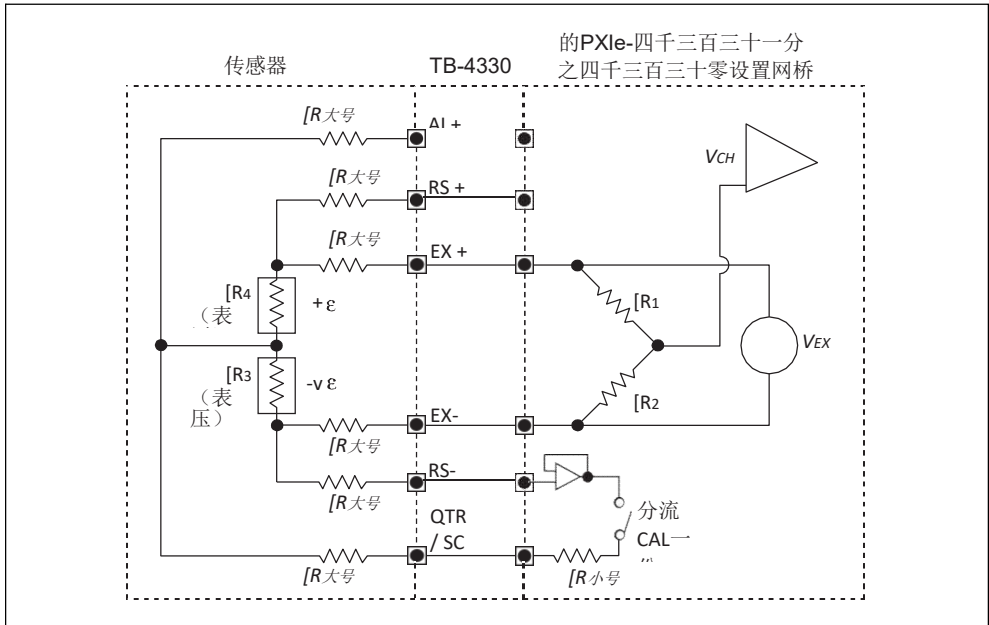 的PXIe-四千三百三十一分
之四千三百三十零设置网桥
传感器
TB-4330
[R大号
AI +
VCH
[R大号
RS +
[R大号
EX +
[R4
（表
+ε
[R1
VEX
[R3
（表
压）
-v ε
[R2
EX-
[R大号
RS-
[R大号
QTR
/ SC
分流
CAL一
[R大号
[R小号